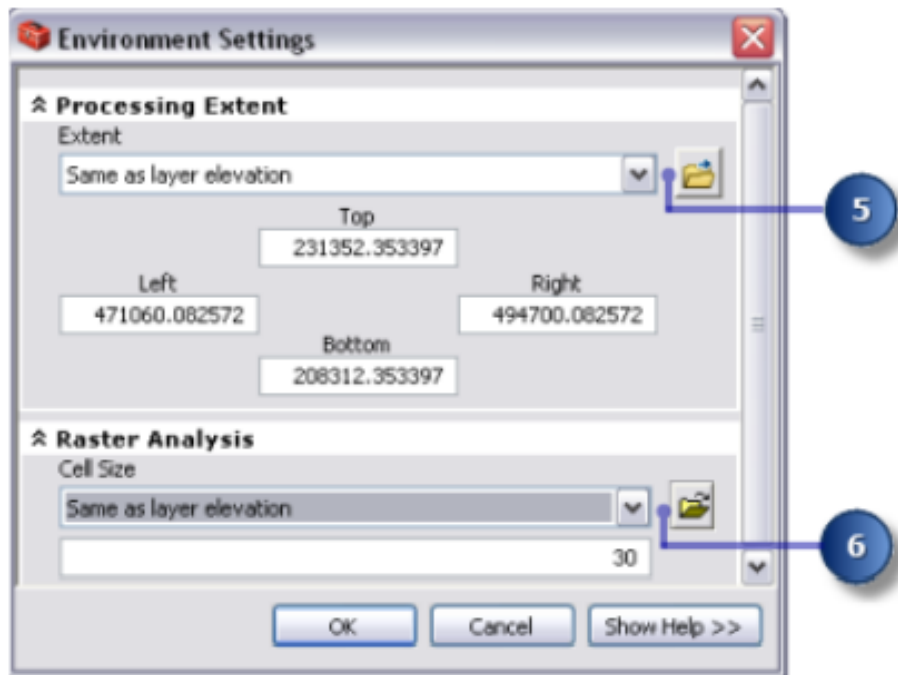 Environment Settings
Processing Extent
Extent
Same as layer elevation
5
Top
231352.353397
Left Right
471060.082572 494700.082572
Bottom
208312.353397
Raster Analysis
Cell Size
Same as layer elevation
6
30
OK Cancel Show Help >>